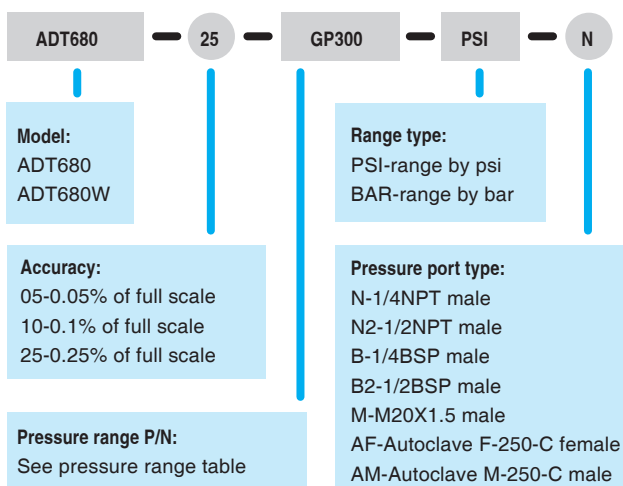 ADT680 25 GP300 PSI N
Model:
ADT680
ADT680W
Accuracy:
05-0.05% of full scale
10-0.1% of full scale
25-0.25% of full scale
Pressure range P/N:
See pressure range table
Range type:
PSI-range by psi
BAR-range by bar
Pressure port type:
N-1/4NPT male
N2-1/2NPT male
B-1/4BSP male
B2-1/2BSP male
M-M20X1.5 male
AF-Autoclave F-250-C female
AM-Autoclave M-250-C male